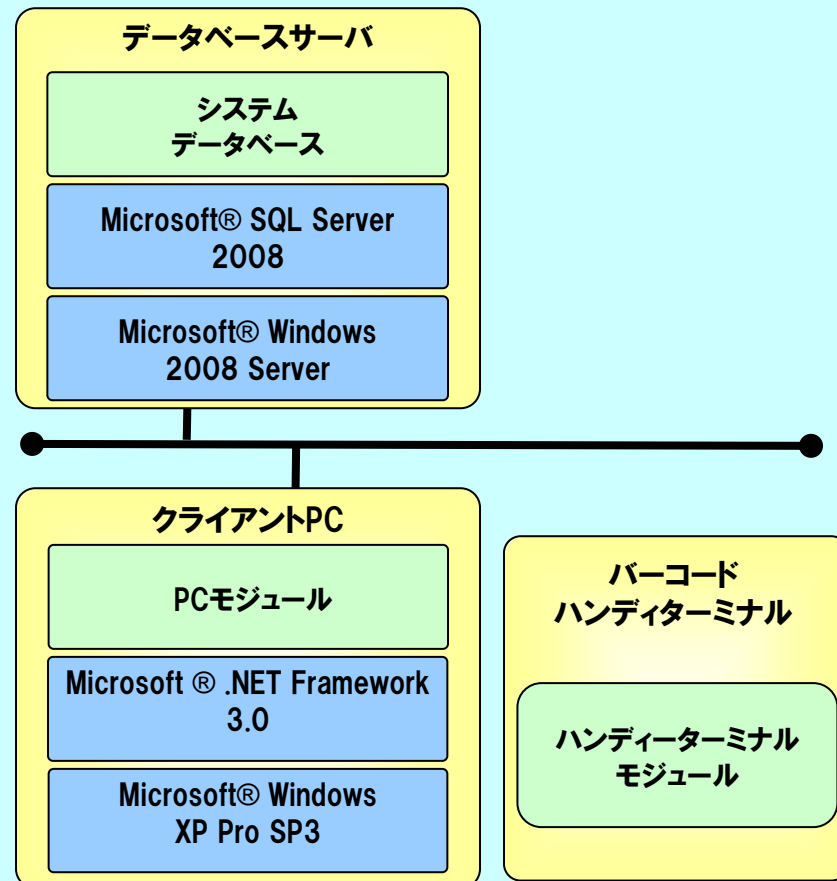 データベースサーバ
システム
データベース
Microsoft® SQL Server
2008
Microsoft® Windows
2008 Server
クライアントPC
PCモジュール
Microsoft ® .NET Framework
3.0
Microsoft® Windows
XP Pro SP3
バーコード
ハンディターミナル
ハンディーターミナル
モジュール